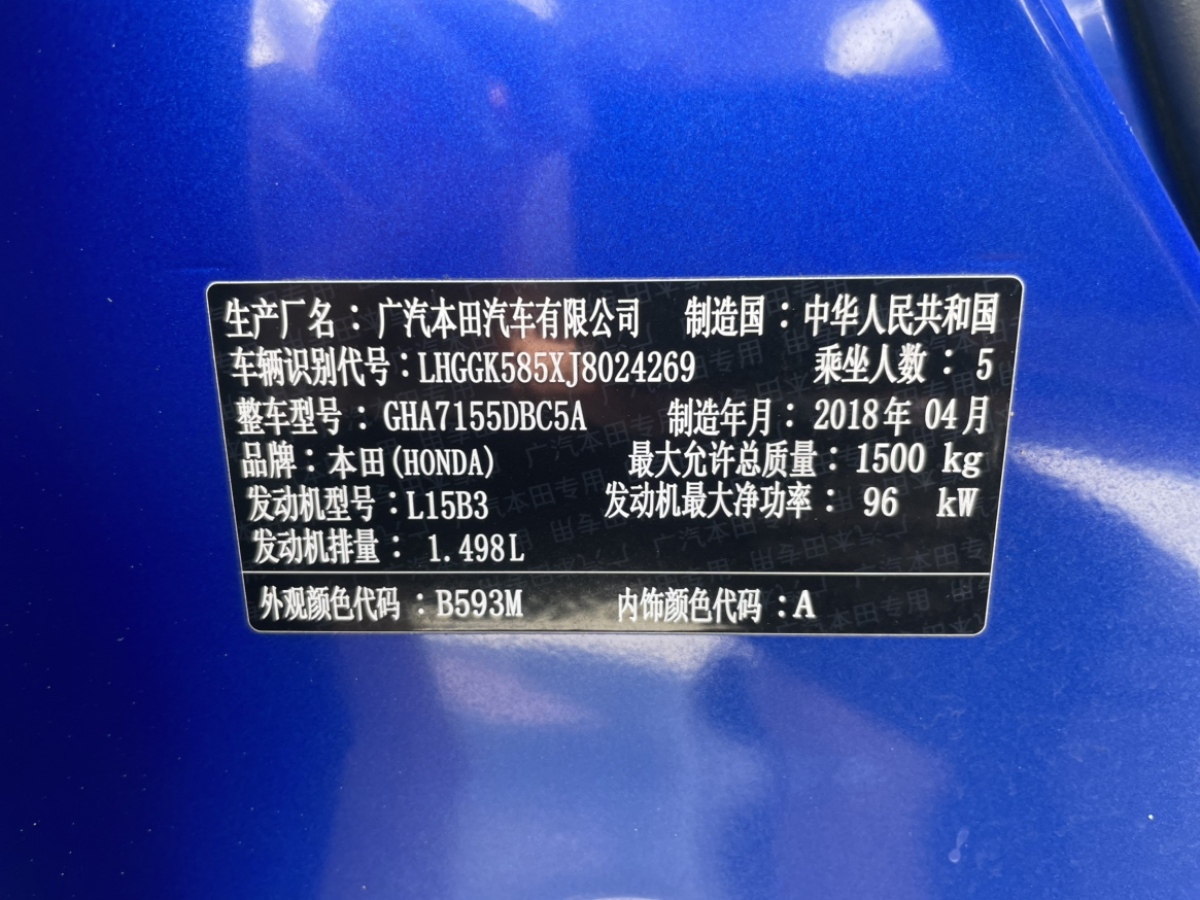 生产厂名：广汽本田汽车有限公司 制造国：中华人民共和国
车辆识别代号：LHGGK585XJ8024269 乘坐人数：5
整车型号：GHA7155DBC5A 制造年月：2018年04月
品牌：本田(HONDA) 最大允许总质量：1500 kg
发动机型号：L15B3 发动机最大净功率：96 kW
发动机排量：1.498L
外观颜色代码：B593M 内饰颜色代码：A